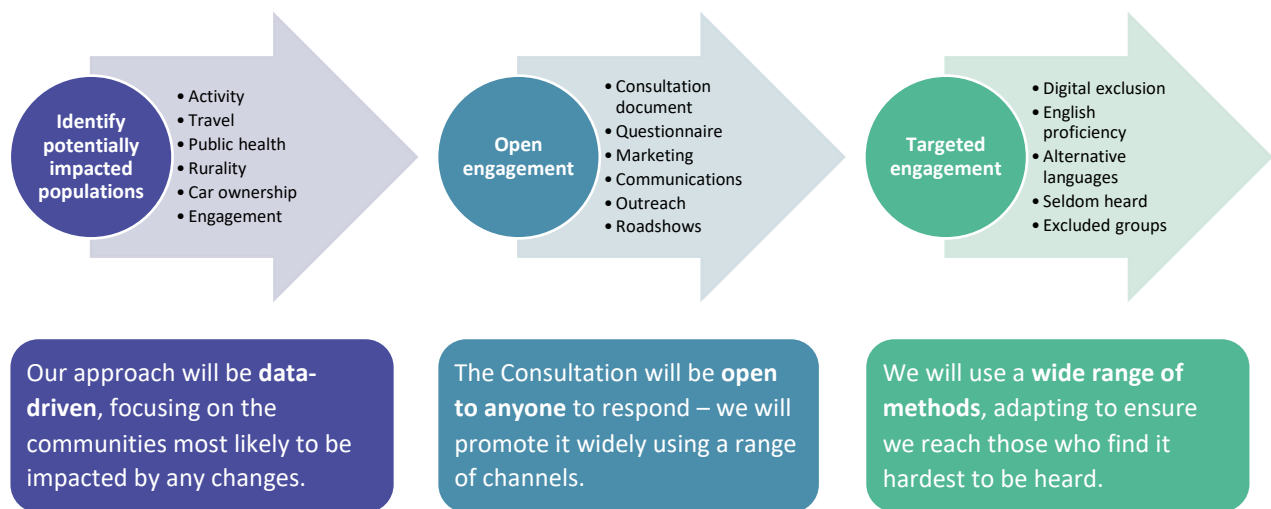 Identify
potentially
impacted
populations
• Activity
• Travel
• Public health
• Rurality
• Car ownership
• Engagement
Open
engagement
• Consultation
document
• Questionnaire
• Marketing
• Communications
• Outreach
• Roadshows
Targeted
engagement
• Digital exclusion
• English
proficiency
• Alternative
languages
• Seldom heard
• Excluded groups
Our approach will be data-
driven, focusing on the
communities most likely to be
impacted by any changes.
The Consultation will be open
to anyone to respond – we will
promote it widely using a range
of channels.
We will use a wide range of
methods, adapting to ensure
we reach those who find it
hardest to be heard.